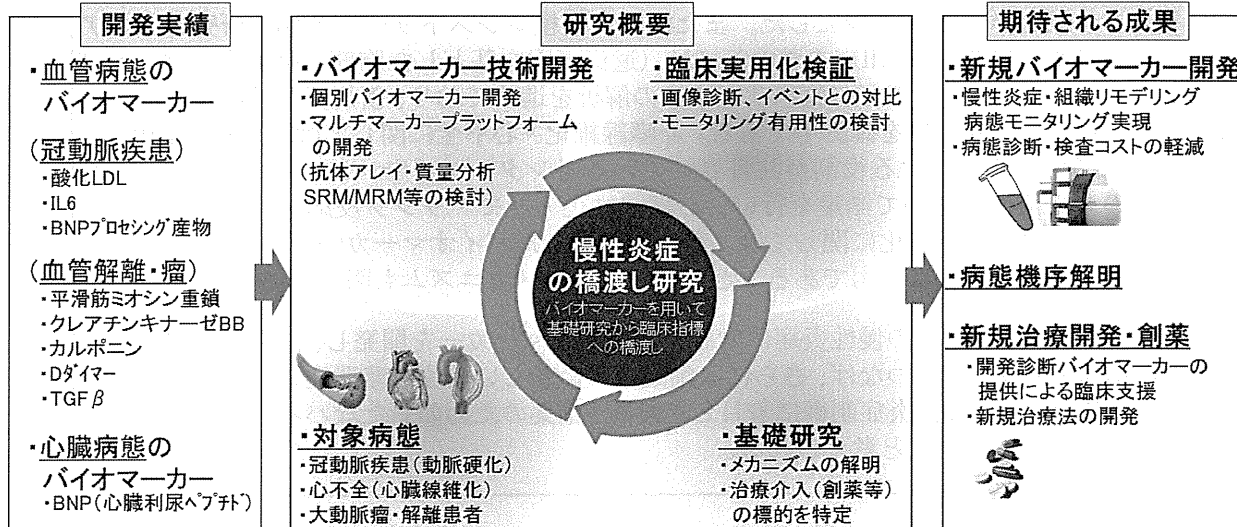 開発実績
・血管病態の
バイオマーカー
(冠動脈疾患)
・酸化LDL
・IL6
・BNPプロセシング産物
(血管解離・瘤)
・平滑筋ミオシン重鎖
・クレアチンキナーゼBB
・カルポニン
・Dダイマー
・TGFβ
・心臓病態の
バイオマーカー
・BNP(心臓利尿ペプチド)
研究概要
・バイオマーカー技術開発
・個別バイオマーカー開発
・マルチマーカープラットフォーム
の開発
(抗体アレイ・質量分析
SRM/MRM等の検討)
・臨床実用化検証
・画像診断、イベントとの対比
・モニタリング有用性の検討
慢性炎症
の橋渡し研究
バイオマーカーを用いて
基礎研究から臨床指標
への橋渡し
・対象病態
・冠動脈疾患(動脈硬化)
・心不全(心臓線維化)
・大動脈瘤・解離患者
・基礎研究
・メカニズムの解明
・治療介入(創薬等)
の標的を特定
期待される成果
・新規バイオマーカー開発
・慢性炎症・組織リモデリング
病態モニタリング実現
・病態診断・検査コストの軽減
・病態機序解明
・新規治療開発・創薬
・開発診断バイオマーカーの
提供による臨床支援
・新規治療法の開発